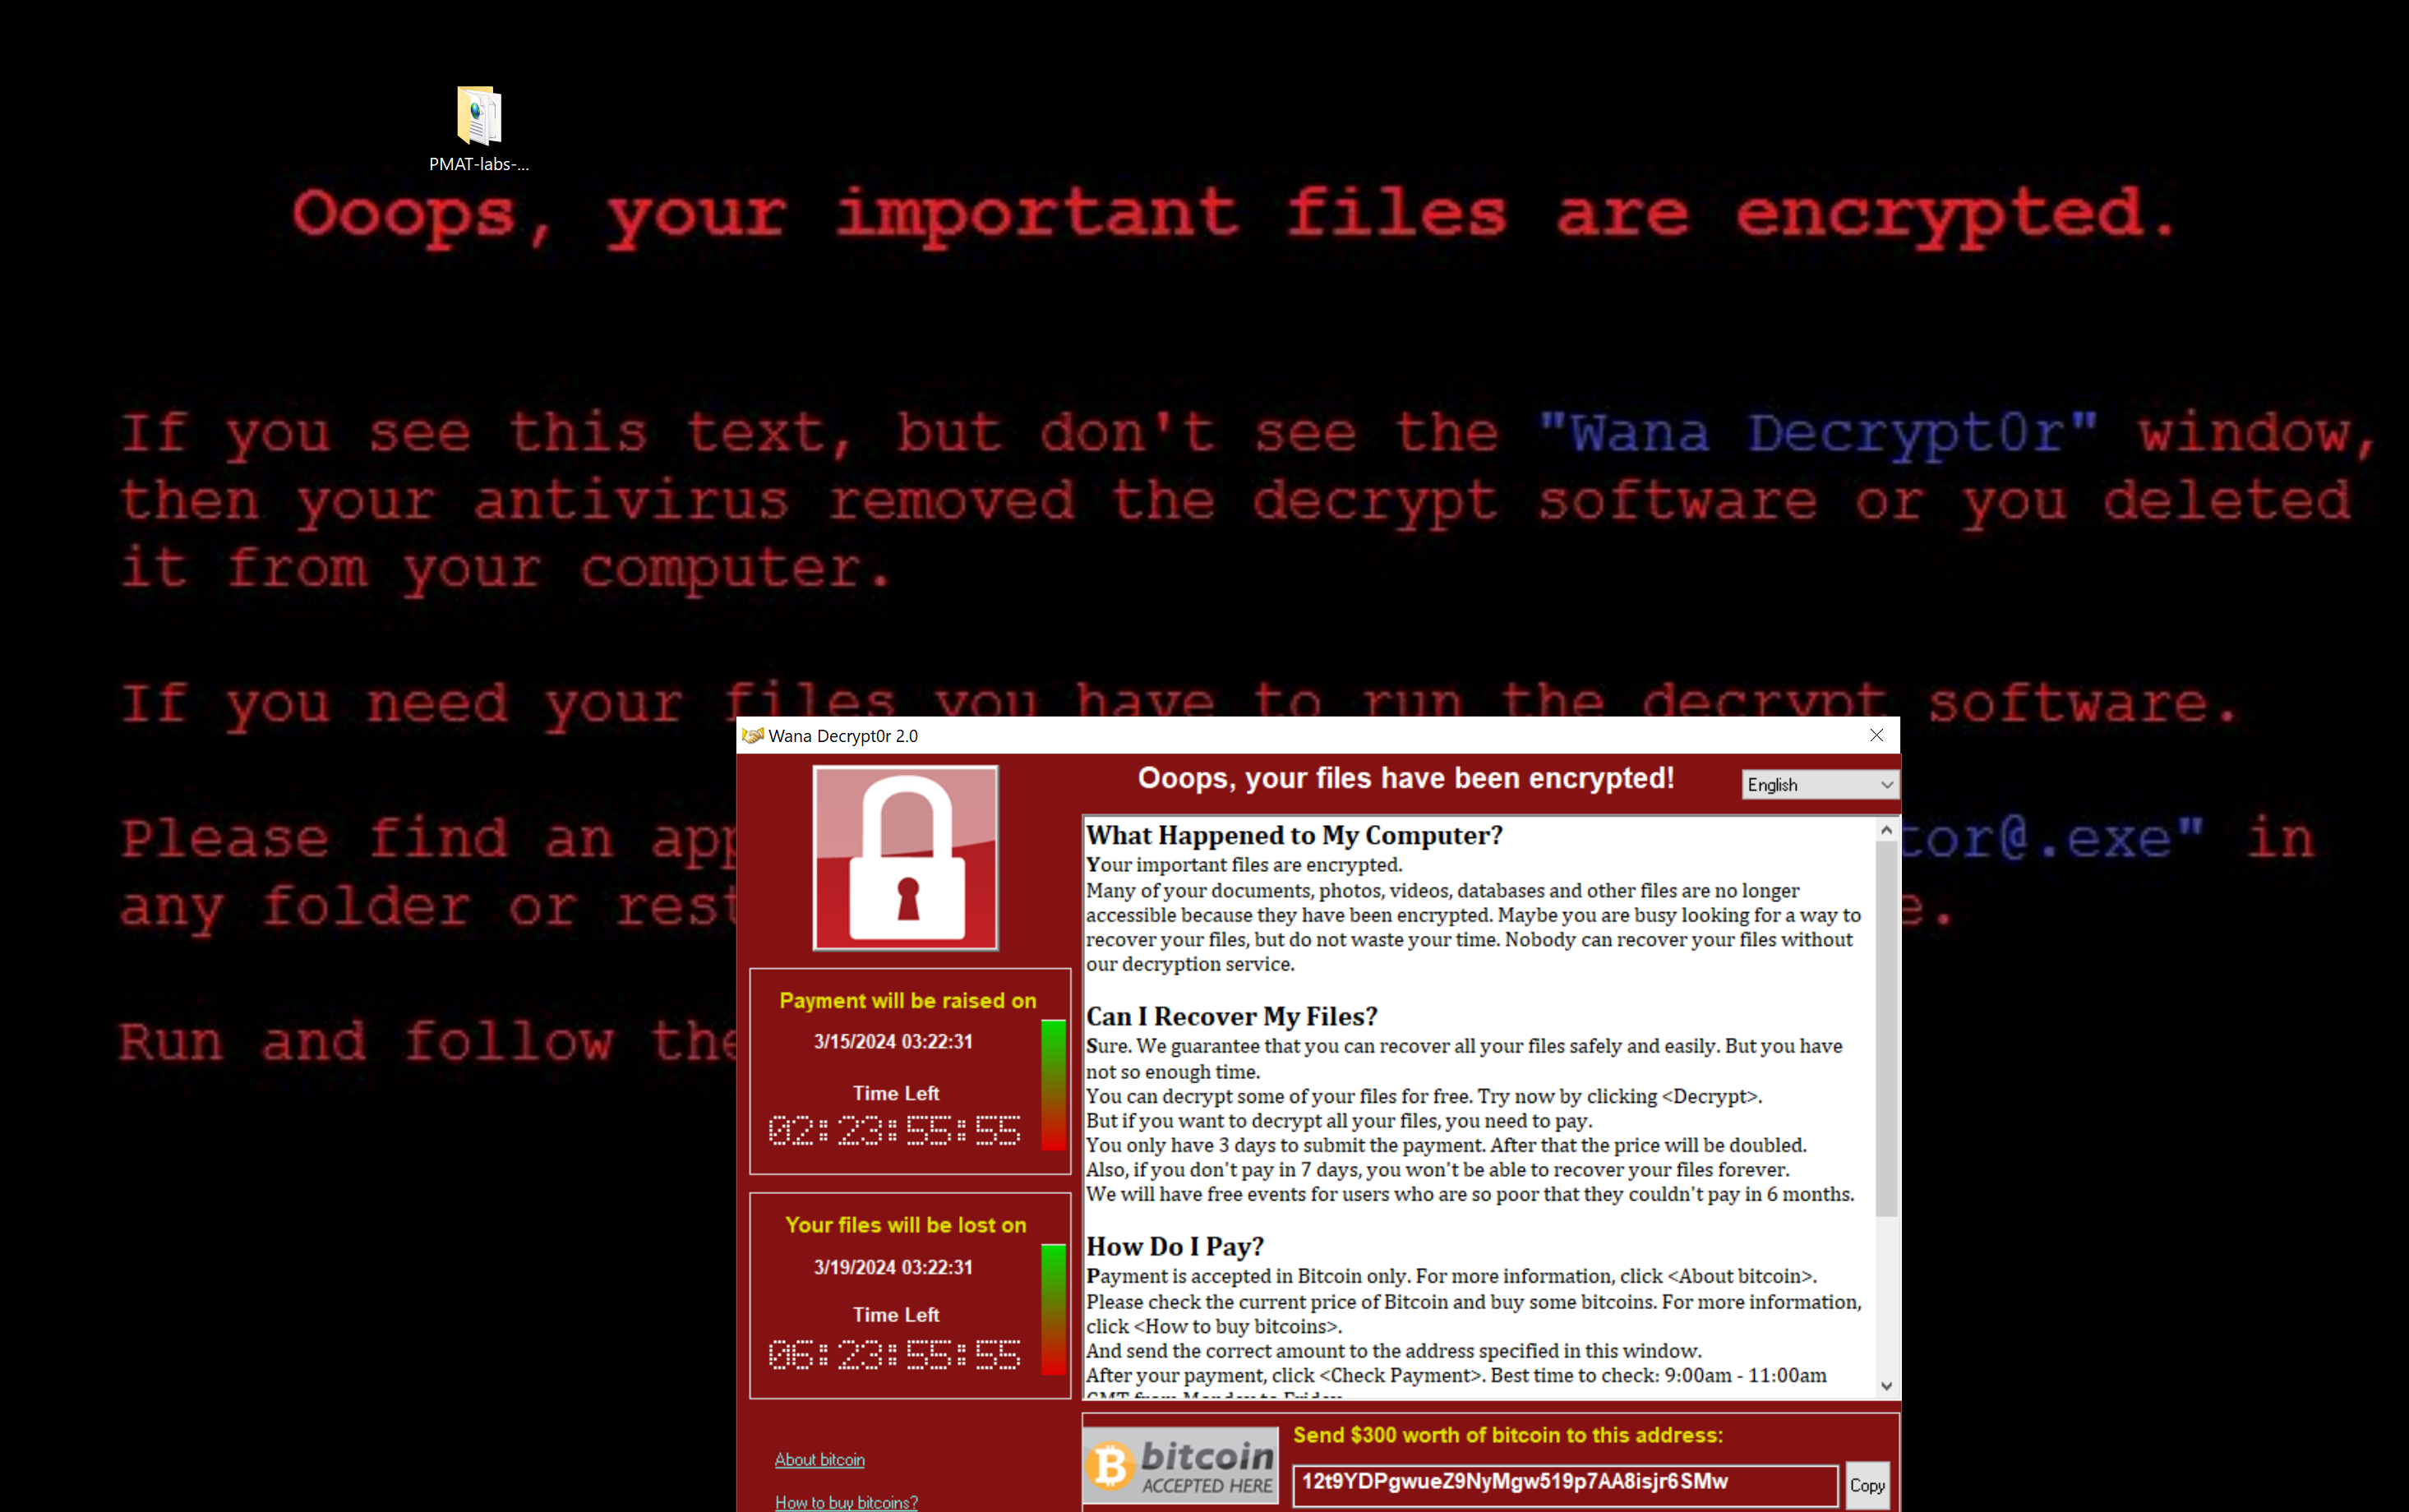 PMAT-labs-...
Ooops, your important files are encrypted.
If you see this text, but don't see the "Wana Decrypt0r" window,
then your antivirus removed the decrypt software or you deleted
it from your computer.
If you need your files you have to run the decrypt software.
Please find an app
tor@.exe" in
any folder or rest
e.
Run and follow the
Wana Decrypt0r 2.0
Ooops, your files have been encrypted!
English
What Happened to My Computer?
Your important files are encrypted.
Many of your documents, photos, videos, databases and other files are no longer
accessible because they have been encrypted. Maybe you are busy looking for a way to
recover your files, but do not waste your time. Nobody can recover your files without
our decryption service.
Can I Recover My Files?
Sure. We guarantee that you can recover all your files safely and easily. But you have
not so enough time.
You can decrypt some of your files for free. Try now by clicking <Decrypt>.
But if you want to decrypt all your files, you need to pay.
You only have 3 days to submit the payment. After that the price will be doubled.
Also, if you don't pay in 7 days, you won't be able to recover your files forever.
We will have free events for users who are so poor that they couldn't pay in 6 months.
How Do I Pay?
Payment is accepted in Bitcoin only. For more information, click <About bitcoin>.
Please check the current price of Bitcoin and buy some bitcoins. For more information,
click <How to buy bitcoins>.
And send the correct amount to the address specified in this window.
After your payment, click <Check Payment>. Best time to check: 9:00am - 11:00am
GMT from Monday to Friday.
Payment will be raised on
3/15/2024 03:22:31
Time Left
02:23:55:55
Your files will be lost on
3/19/2024 03:22:31
Time Left
06:23:55:55
About bitcoin
How to buy bitcoins?
bitcoin
ACCEPTED HERE
Send $300 worth of bitcoin to this address:
12t9YDPgwueZ9NyMgw519p7AA8isjr6SMw
Copy